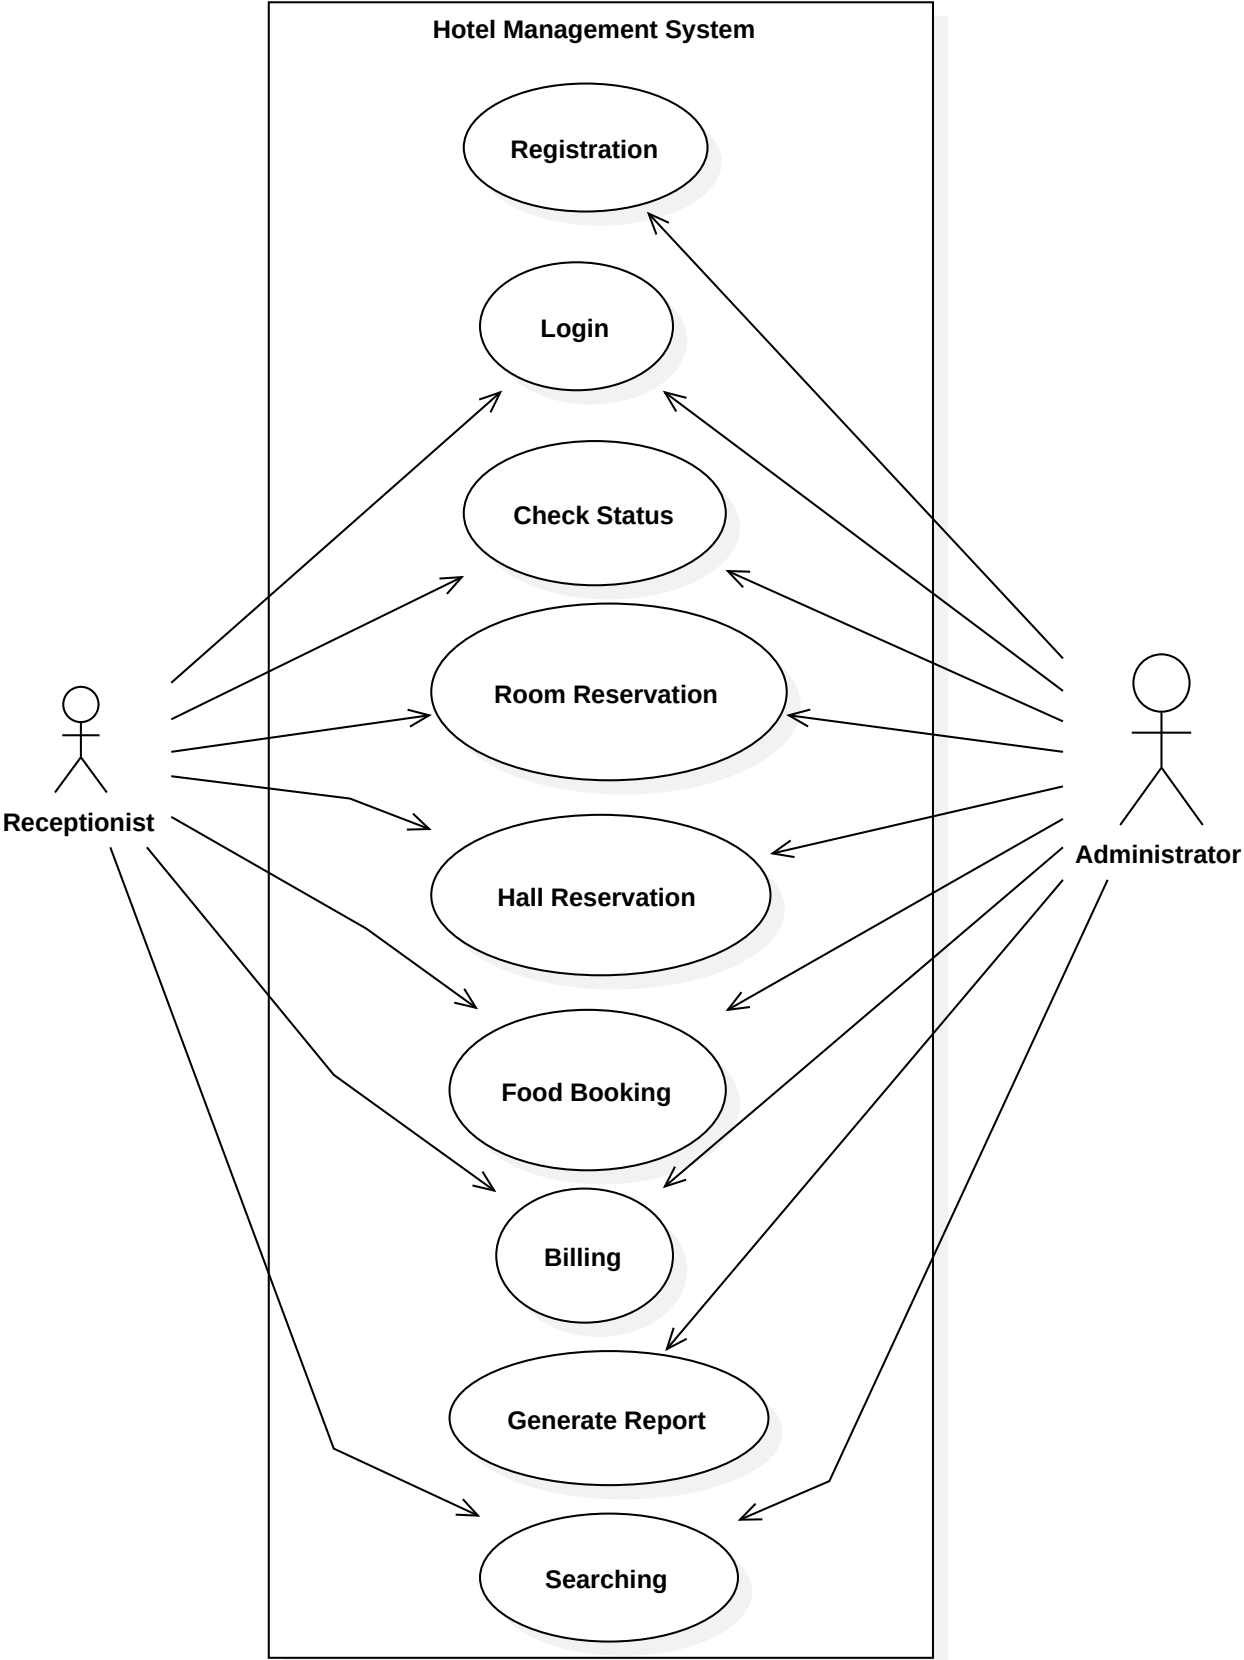 Hotel Management System
Registration
Login
Check Status
Room Reservation
Receptionist
Administrator
Hall Reservation
Food Booking
Billing
Generate Report
Searching